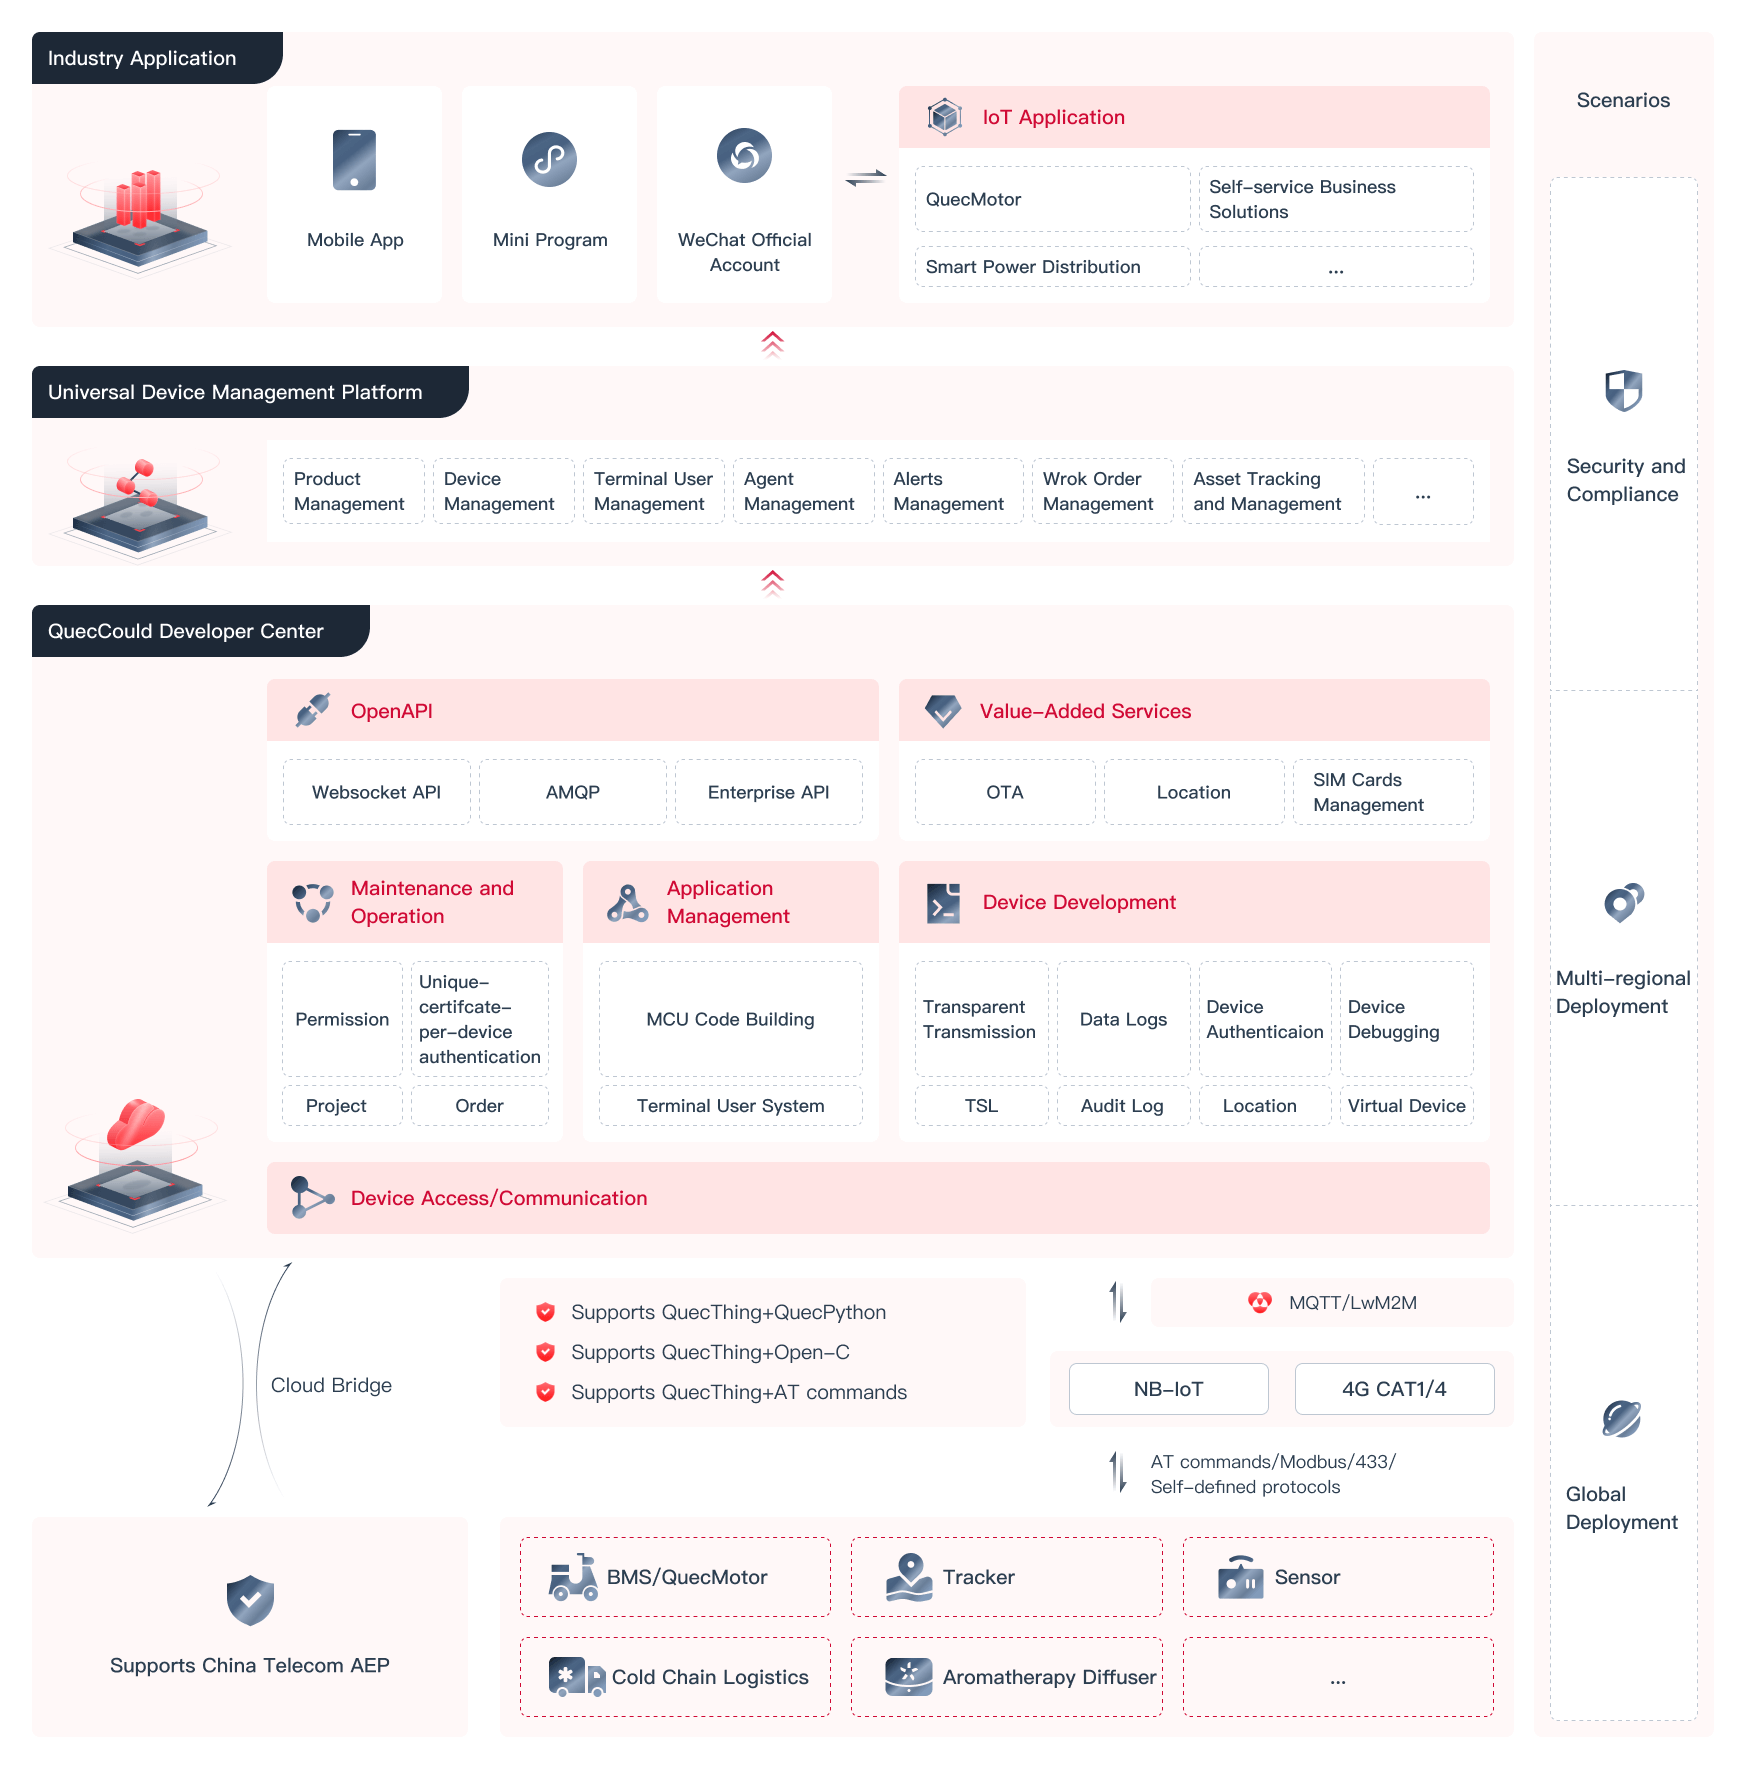 Industry Application
Mobile App
Mini Program
WeChat Official
Account
IoT Application
QuecMotor
Self-service Business
Solutions
Smart Power Distribution
...
Universal Device Management Platform
Product
Management
Device
Management
Terminal User
Management
Agent
Management
Alerts
Management
Wrok Order
Management
Asset Tracking
and Management
...
QuecCould Developer Center
OpenAPI
Websocket API
AMQP
Enterprise API
Value-Added Services
OTA
Location
SIM Cards
Management
Maintenance and
Operation
Permission
Unique-
certifcate-
per-device
authentication
Project
Order
Application
Management
MCU Code Building
Terminal User System
Device Development
Transparent
Transmission
Data Logs
Device
Authenticaion
Device
Debugging
TSL
Audit Log
Location
Virtual Device
Device Access/Communication
Cloud Bridge
Supports QuecThing+QuecPython
Supports QuecThing+Open-C
Supports QuecThing+AT commands
MQTT/LwM2M
NB-IoT
4G CAT1/4
AT commands/Modbus/433/
Self-defined protocols
Supports China Telecom AEP
BMS/QuecMotor
Tracker
Sensor
Cold Chain Logistics
Aromatherapy Diffuser
...
Scenarios
Security and
Compliance
Multi-regional
Deployment
Global
Deployment